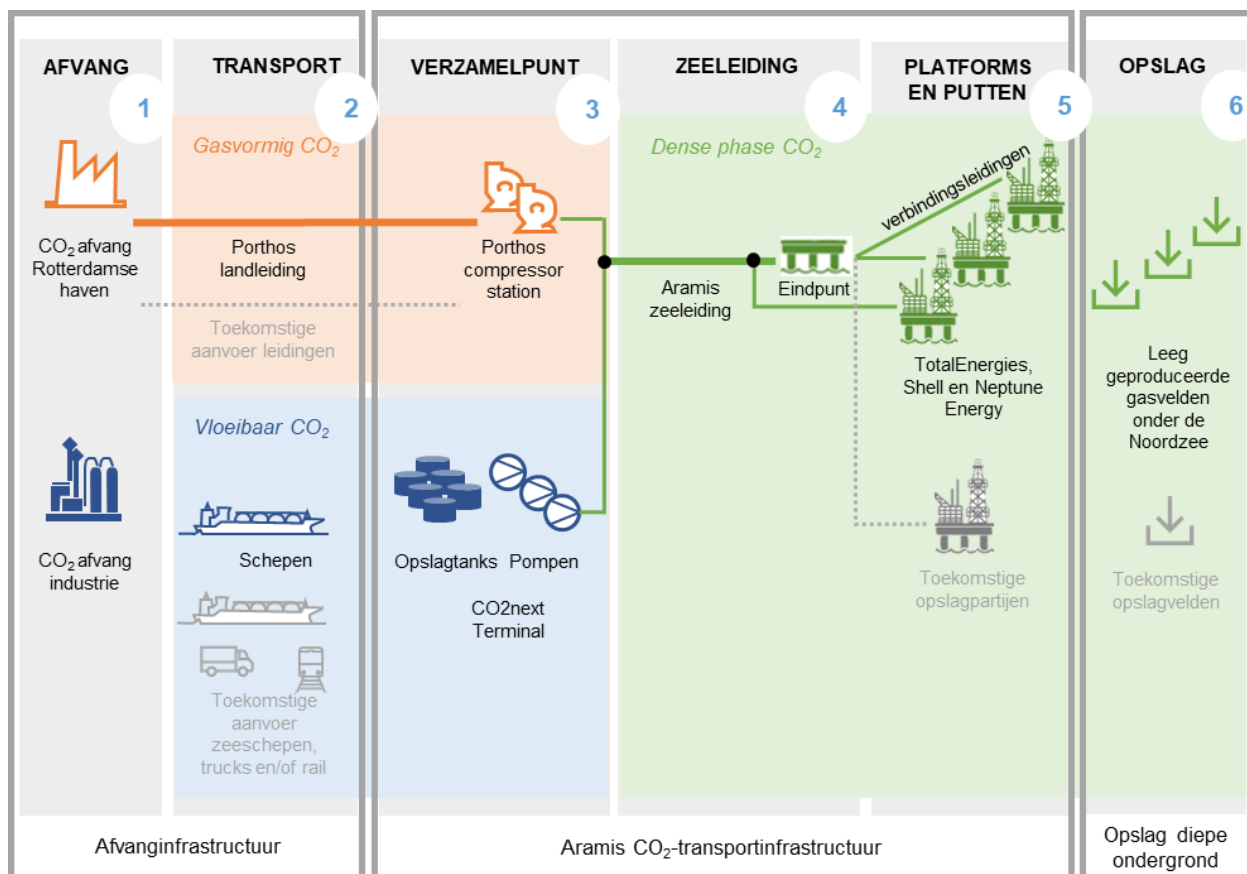 AFVANG
TRANSPORT
VERZAMELPUNT
ZEELEIDING
PLATFORMS
EN PUTTEN
OPSLAG
1
2
3
4
5
6
Gasvormig CO₂
Dense phase CO₂
verbindingsleidingen
CO₂ afvang
Rotterdamse
haven
Porthos
landleiding
Porthos
compressor
station
Aramis
zeeleiding
Eindpunt
Toekomstige
aanvoer leidingen
TotalEnergies,
Shell en Neptune
Energy
Leeg
geproduceerde
gasvelden
onder de
Noordzee
Vloeibaar CO₂
CO₂ afvang
industrie
Schepen
Opslagtanks
Pompen
CO2next
Terminal
Toekomstige
opslagpartijen
Toekomstige
opslagvelden
Toekomstige
aanvoer
zeeschepen,
trucks en/of rail
Afvanginfrastructuur
Aramis CO₂-transportinfrastructuur
Opslag diepe
ondergrond